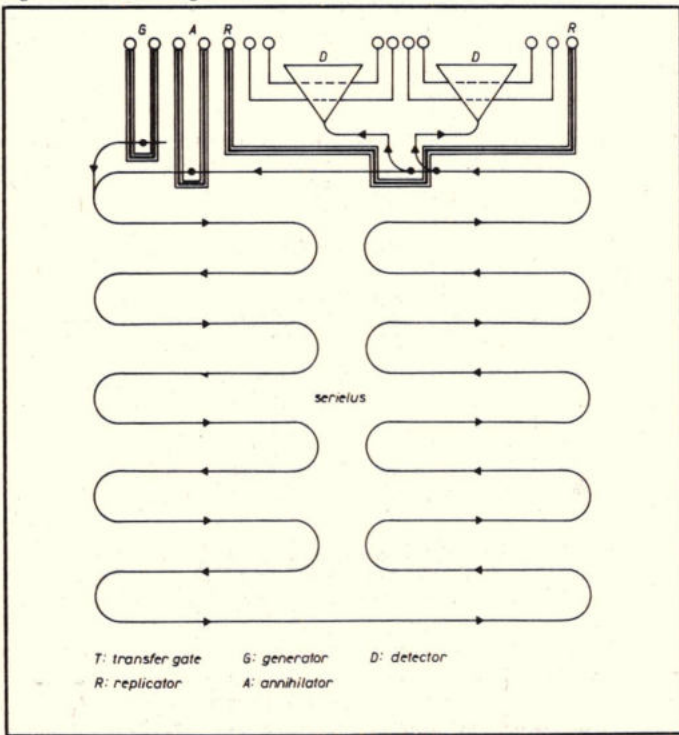 G A R D D R
serielus
T: transfer gate G: generator D: detector
R: replicator A: annihilator